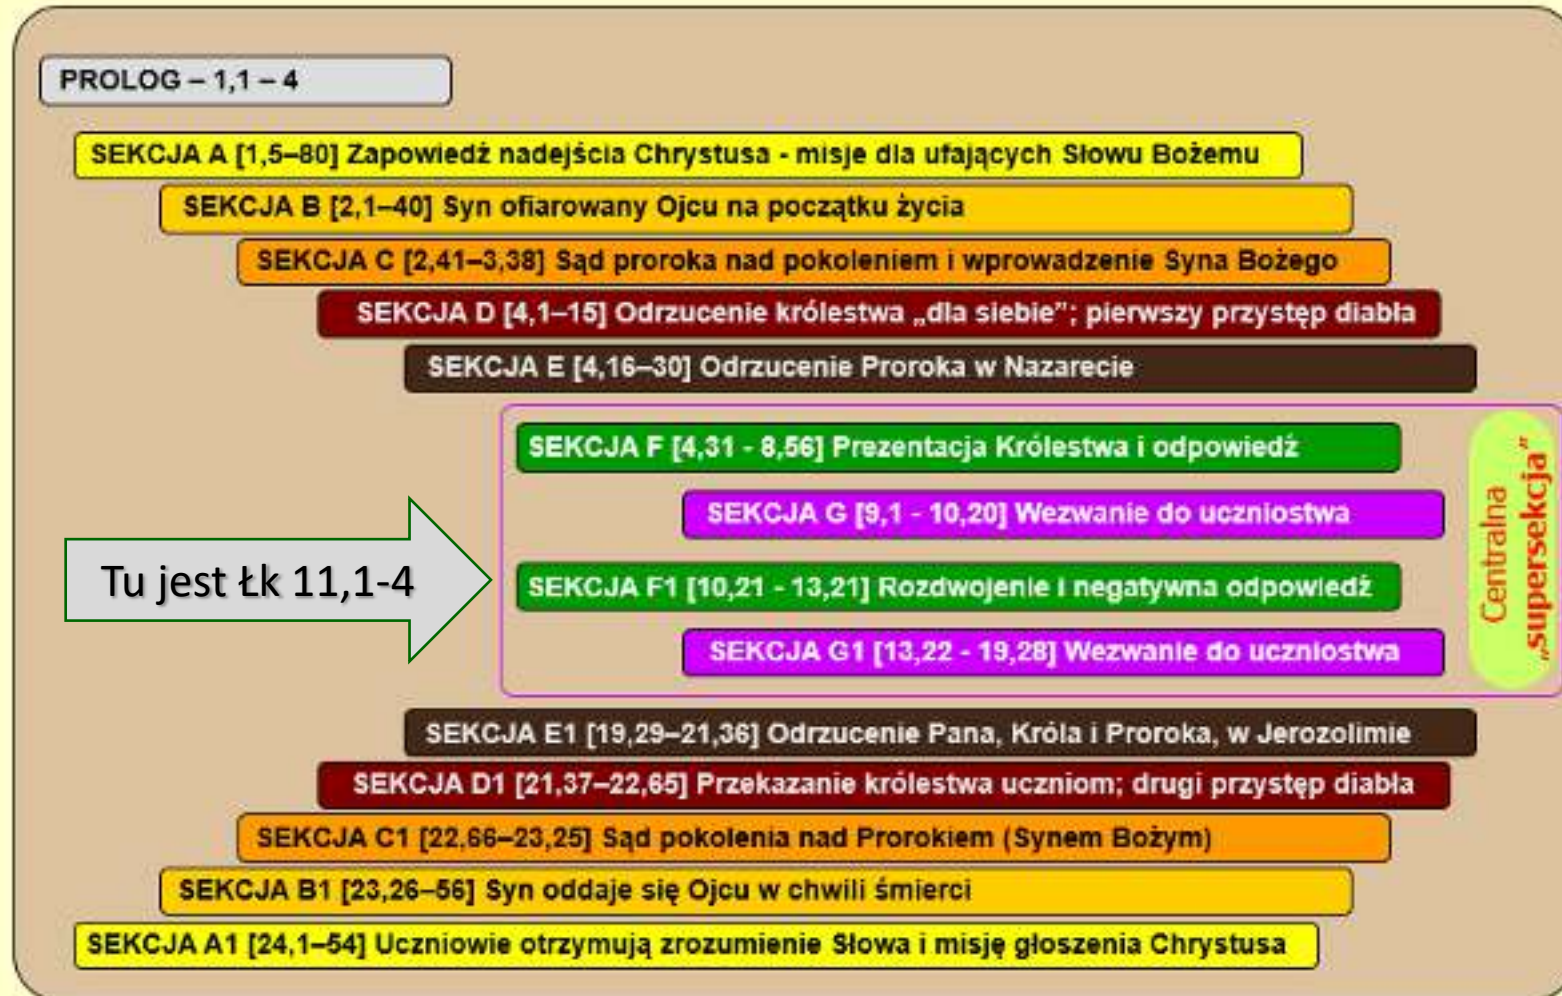 PROLOG – 1,1 – 4
SEKCJA A [1,5–80] Zapowiedź nadejścia Chrystusa - misje dla ufających Słowu Bożemu
SEKCJA B [2,1–40] Syn ofiarowany Ojcu na początku życia
SEKCJA C [2,41–3,38] Sąd proroka nad pokoleniem i wprowadzenie Syna Bożego
SEKCJA D [4,1–15] Odrzucenie królestwa „dla siebie”; pierwszy przystęp diabła
SEKCJA E [4,16–30] Odrzucenie Proroka w Nazarecie
SEKCJA F [4,31 - 8,56] Prezentacja Królestwa i odpowiedź
SEKCJA G [9,1 - 10,20] Wezwanie do uczniostwa
Tu jest Łk 11,1-4
SEKCJA F1 [10,21 - 13,21] Rozdwojenie i negatywna odpowiedź
SEKCJA G1 [13,22 - 19,28] Wezwanie do uczniostwa
Centralna
„supersekcja”
SEKCJA E1 [19,29–21,36] Odrzucenie Pana, Króla i Proroka, w Jerozolimie
SEKCJA D1 [21,37–22,65] Przekazanie królestwa uczniom; drugi przystęp diabła
SEKCJA C1 [22,66–23,25] Sąd pokolenia nad Prorokiem (Synem Bożym)
SEKCJA B1 [23,26–56] Syn oddaje się Ojcu w chwili śmierci
SEKCJA A1 [24,1–54] Uczniowie otrzymują zrozumienie Słowa i misję głoszenia Chrystusa